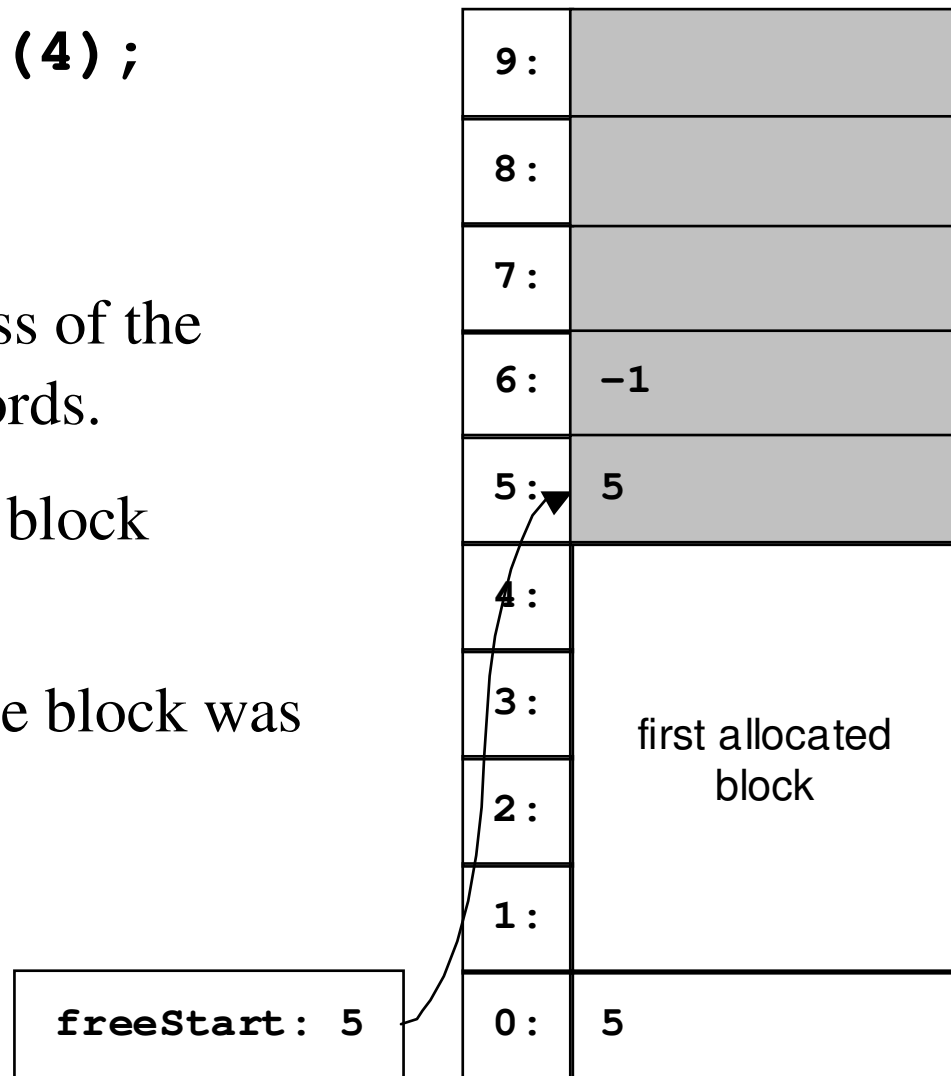 (4);
ss of the
ords.
block
e block was
9:
8:
7:
6: −1
5: 5
4:
3:
2:
1:
0: 5
first allocated
block
freeStart: 5